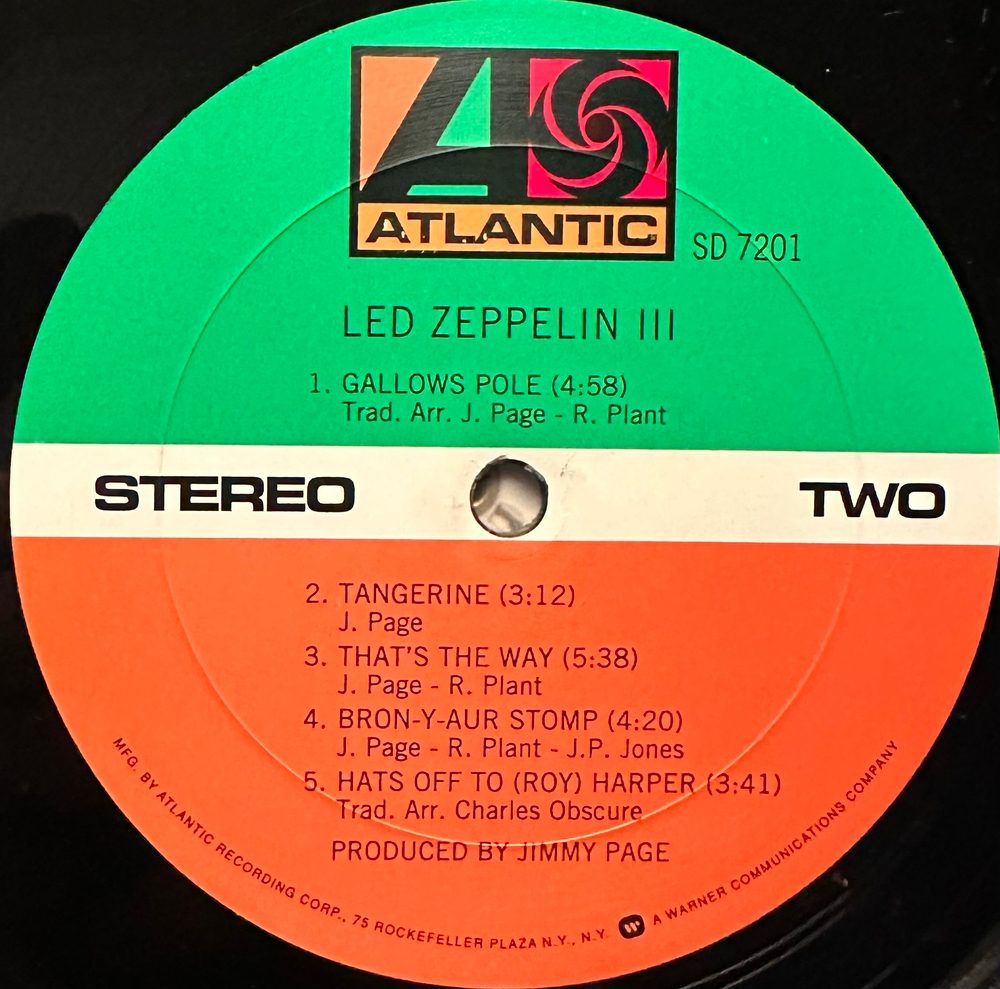 ATLANTIC
SD 7201
LED ZEPPELIN III
1. GALLOWS POLE (4:58)
Trad. Arr. J. Page - R. Plant
STEREO
TWO
2. TANGERINE (3:12)
J. Page
3. THAT'S THE WAY (5:38)
J. Page - R. Plant
4. BRON-Y-AUR STOMP (4:20)
J. Page - R. Plant - J.P. Jones
5. HATS OFF TO (ROY) HARPER (3:41)
Trad. Arr. Charles Obscure
PRODUCED BY JIMMY PAGE
MFG. BY ATLANTIC RECORDING CORP., 75 ROCKEFELLER PLAZA N.Y., N.Y. A WARNER COMMUNICATIONS COMPANY